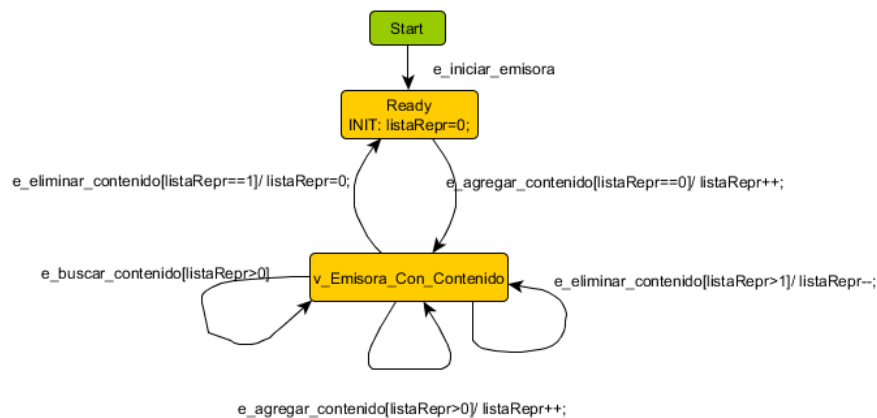 Start
e_iniciar_emisora
Ready
INIT: listaRepr=0;
e_eliminar_contenido[listaRepr==1]/ listaRepr=0;
e_agregar_contenido[listaRepr==0]/ listaRepr++;
e_buscar_contenido[listaRepr>0]
v_Emisora_Con_Contenido
e_eliminar_contenido[listaRepr>1]/ listaRepr--;
e_agregar_contenido[listaRepr>0]/ listaRepr++;